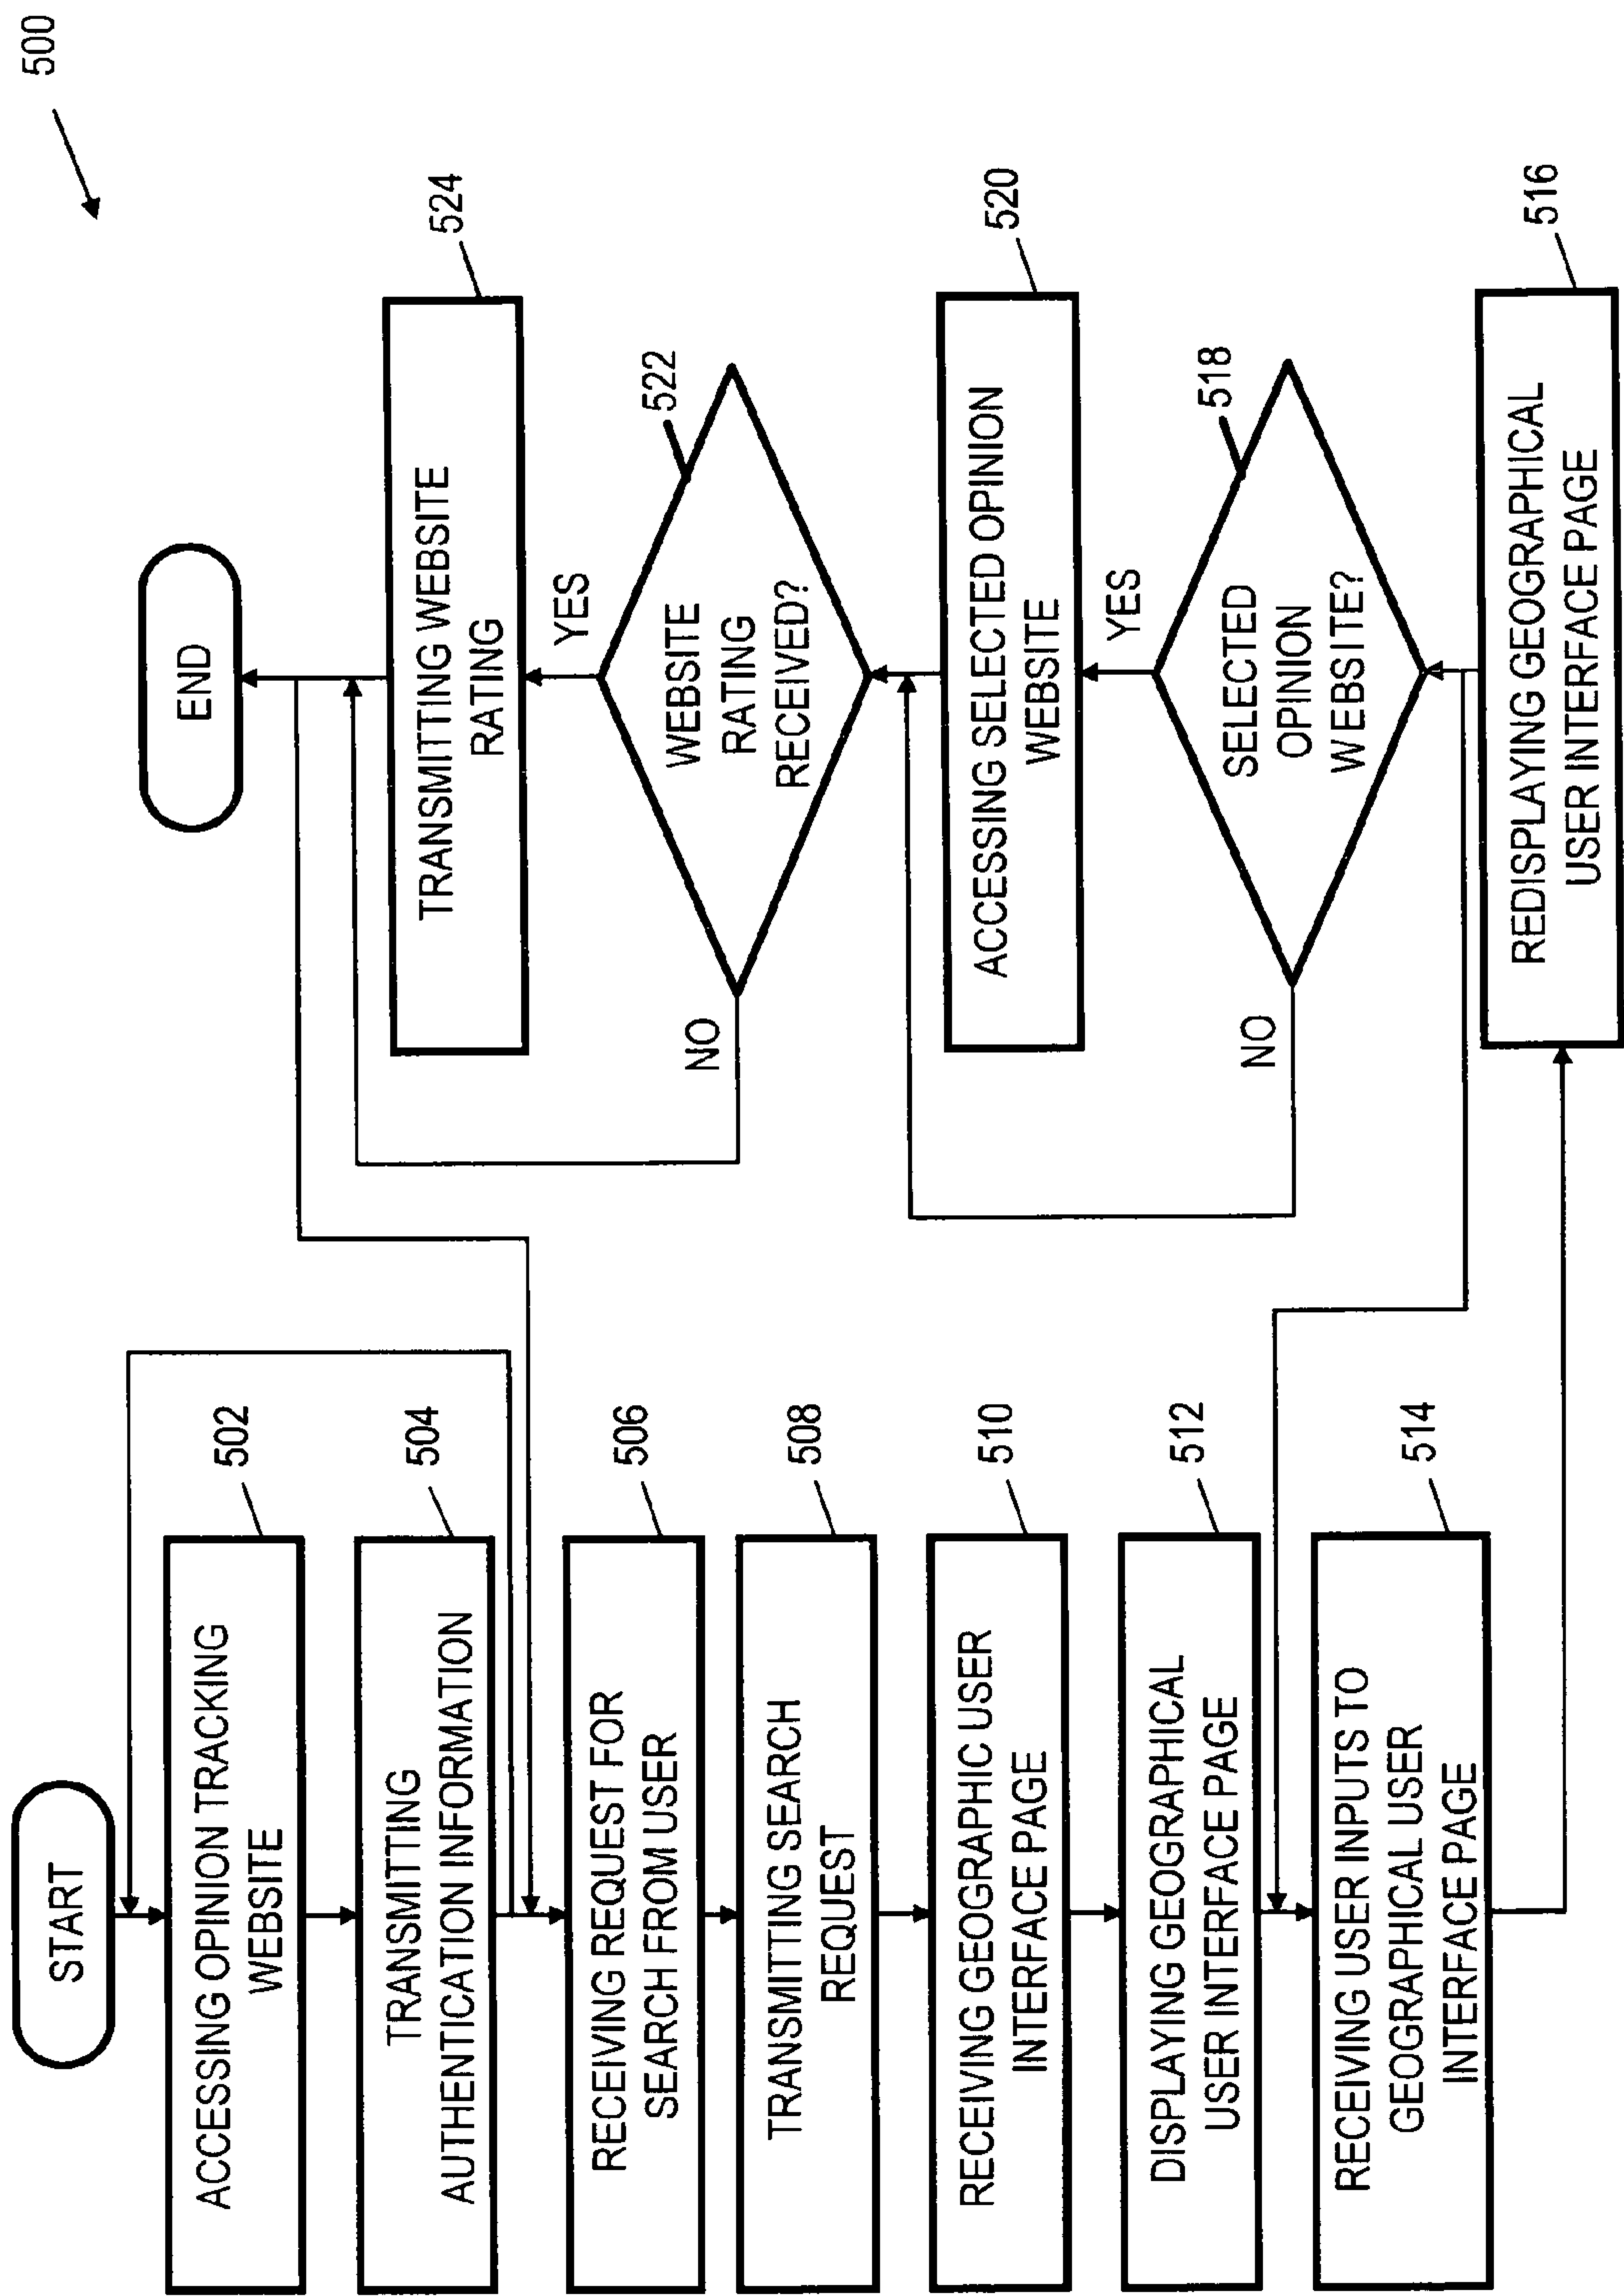 500
START
ACCESSING OPINION TRACKING
WEBSITE
502
TRANSMITTING
AUTHENTICATION INFORMATION
504
RECEIVING REQUEST FOR
SEARCH FROM USER
506
TRANSMITTING SEARCH
REQUEST
508
RECEIVING GEOGRAPHIC USER
INTERFACE PAGE
510
DISPLAYING GEOGRAPHICAL
USER INTERFACE PAGE
512
RECEIVING USER INPUTS TO
GEOGRAPHICAL USER
INTERFACE PAGE
514
REDISPLAYING GEOGRAPHICAL
USER INTERFACE PAGE
516
SELECTED
OPINION
WEBSITE?
518
NO
YES
ACCESSING SELECTED OPINION
WEBSITE
520
WEBSITE
RATING
RECEIVED?
522
NO
YES
TRANSMITTING WEBSITE
RATING
524
END